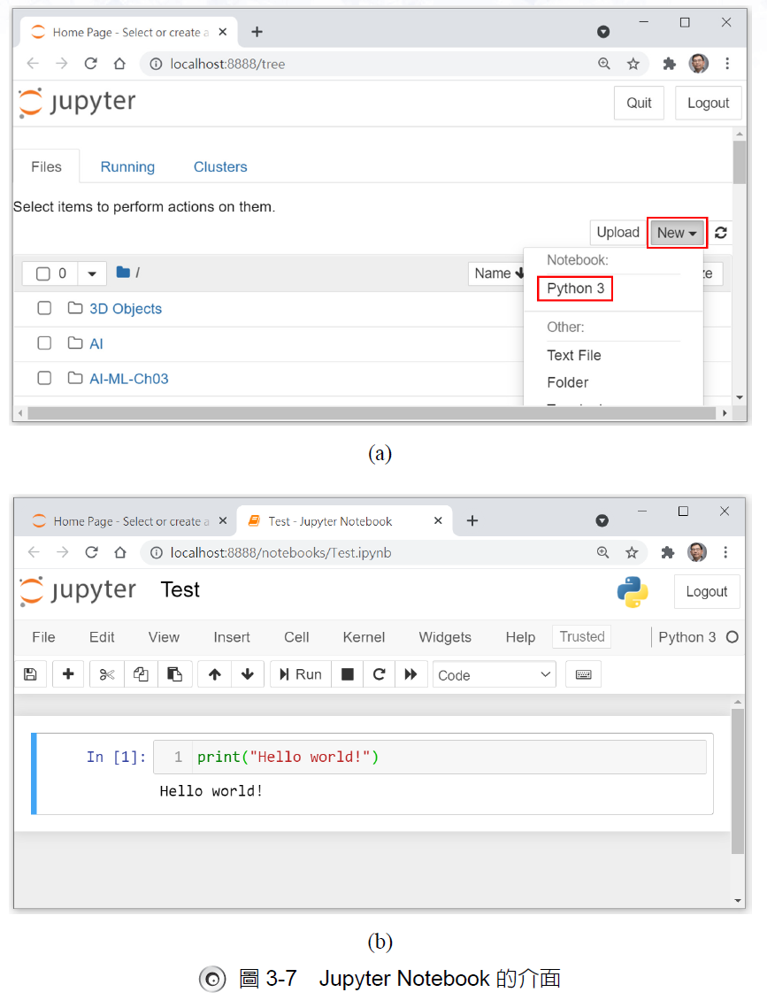 Home Page - Select or create a
localhost:8888/tree
jupyter
Quit
Logout
Files
Running
Clusters
Select items to perform actions on them.
Upload
New
0
/
Name
ze
Notebook:
Python 3
3D Objects
Other:
AI
Text File
AI-ML-Ch03
Folder
(a)
Home Page - Select or create a
Test - Jupyter Notebook
localhost:8888/notebooks/Test.ipynb
jupyter
Test
Logout
File
Edit
View
Insert
Cell
Kernel
Widgets
Help
Trusted
Python 3
Run
Code
In [1]:
1
print("Hello world!")
Hello world!
(b)
圖 3-7 Jupyter Notebook 的介面